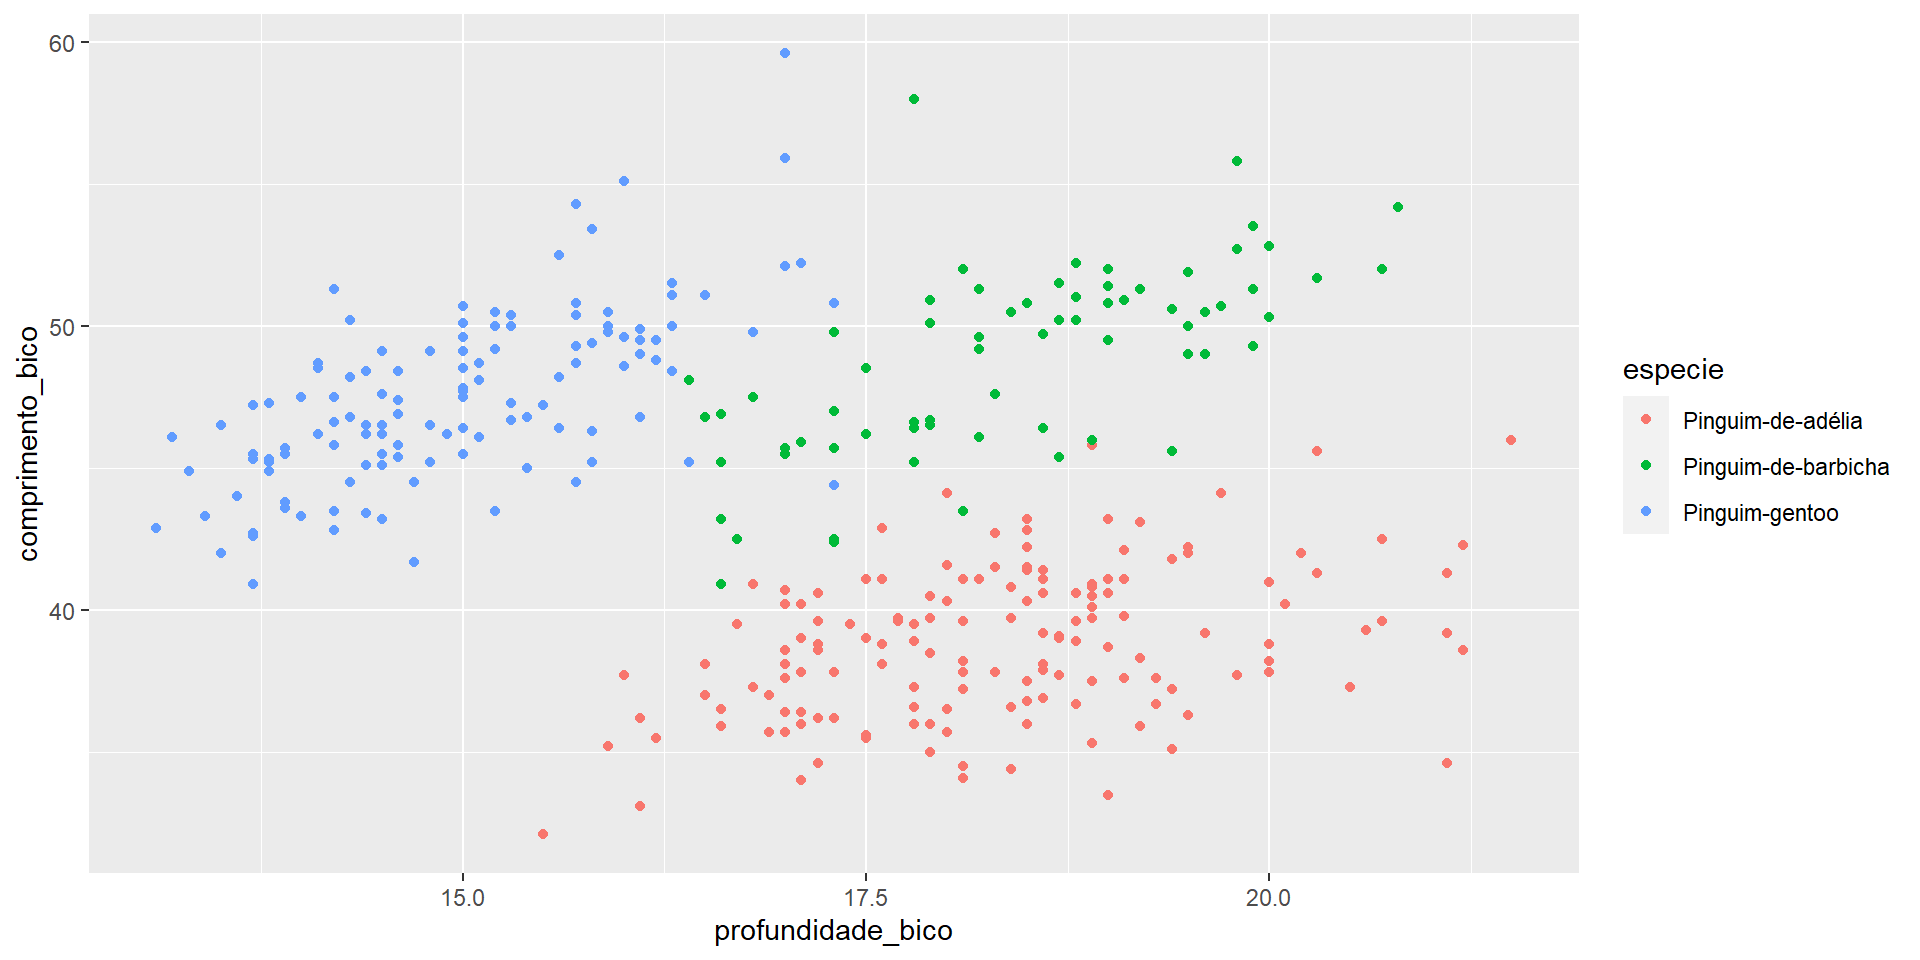 60
50
40
comprimento_bico
15.0
17.5
20.0
profundidade_bico
especie
Pinguim-de-adélia
Pinguim-de-barbicha
Pinguim-gentoo